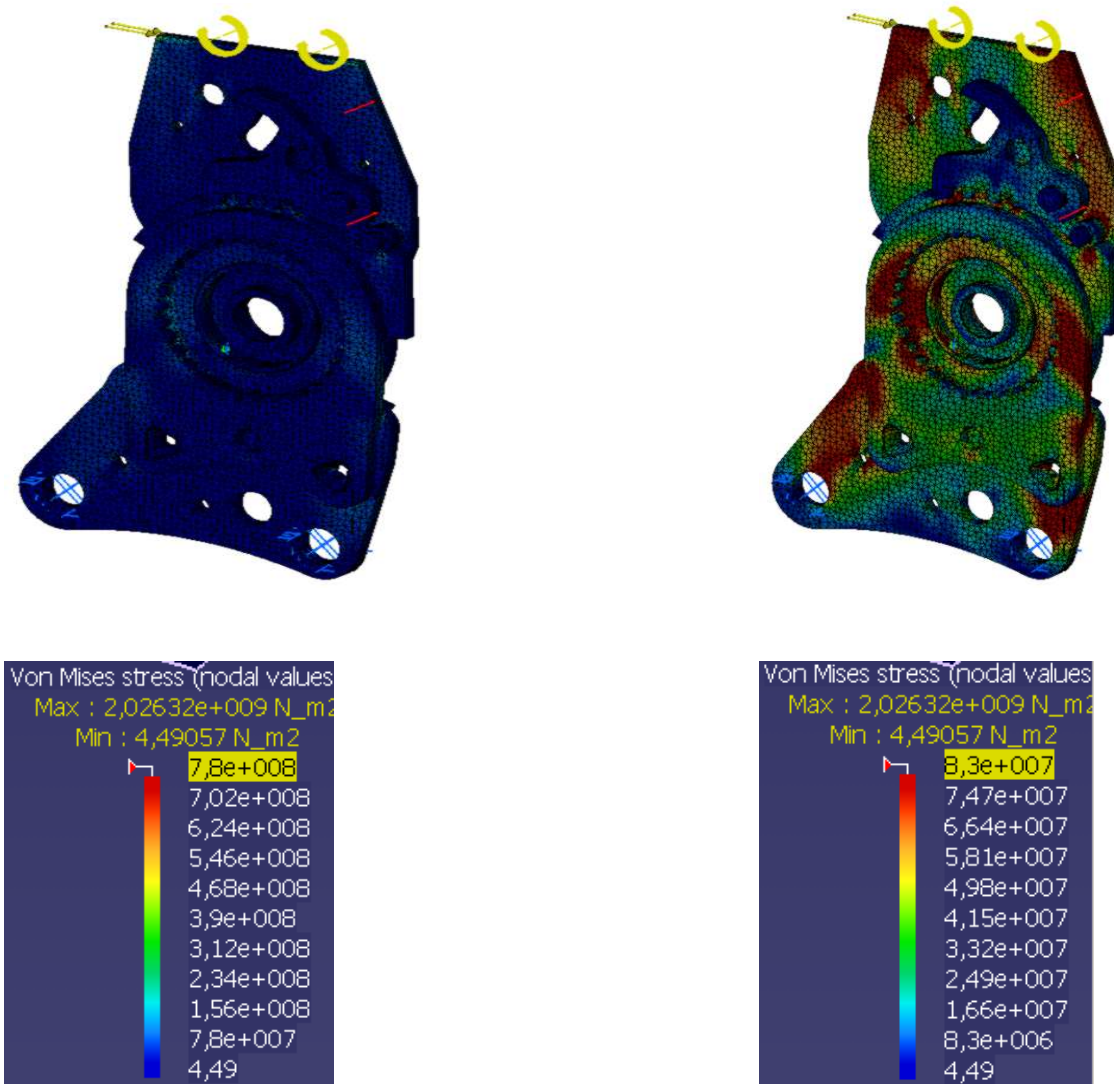 Von Mises stress (nodal values
Max : 2,02632e+009 N_m2
Min : 4,49057 N_m2
7,8e+008
7,02e+008
6,24e+008
5,46e+008
4,68e+008
3,9e+008
3,12e+008
2,34e+008
1,56e+008
7,8e+007
4,49
Von Mises stress (nodal values
Max : 2,02632e+009 N_m2
Min : 4,49057 N_m2
8,3e+007
7,47e+007
6,64e+007
5,81e+007
4,98e+007
4,15e+007
3,32e+007
2,49e+007
1,66e+007
8,3e+006
4,49